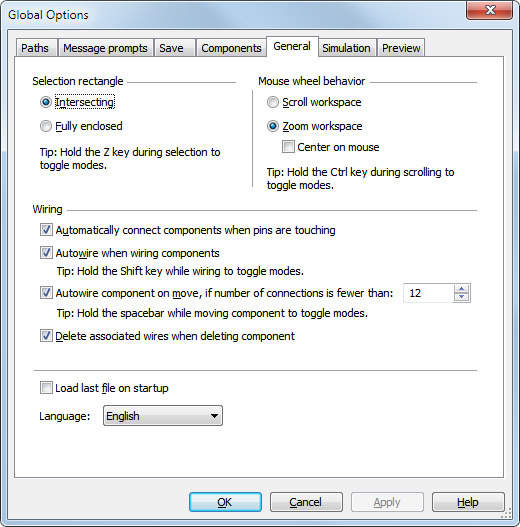 Global Options
Paths Message prompts Save Components General Simulation Preview
Selection rectangle
Intersecting
Fully enclosed
Tip: Hold the Z key during selection to
toggle modes.
Mouse wheel behavior
Scroll workspace
Zoom workspace
Center on mouse
Tip: Hold the Ctrl key during scrolling to
toggle modes.
Wiring
Automatically connect components when pins are touching
Autowire when wiring components
Tip: Hold the Shift key while wiring to toggle modes.
Autowire component on move, if number of connections is fewer than: 12
Tip: Hold the spacebar while moving component to toggle modes.
Delete associated wires when deleting component
Load last file on startup
Language: English
OK Cancel Apply Help